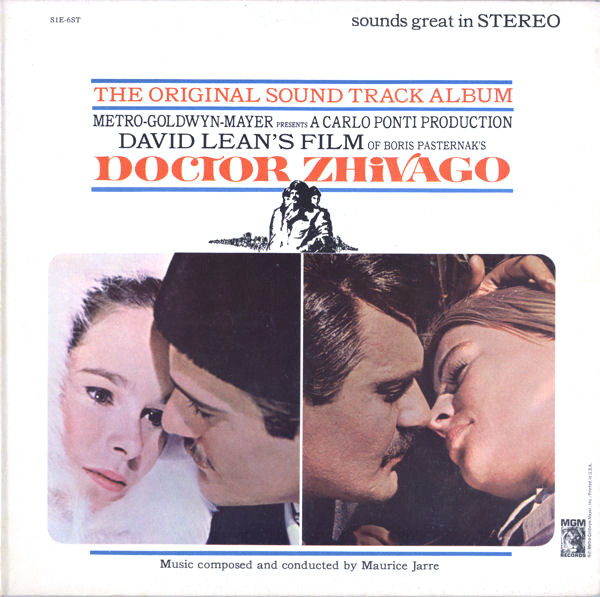 S1E-6ST
sounds great in STEREO
THE ORIGINAL SOUND TRACK ALBUM
METRO-GOLDWYN-MAYER PRESENTS A CARLO PONTI PRODUCTION
DAVID LEAN'S FILM OF BORIS PASTERNAK'S
DOCTOR ZHiVAGO
MGM
RECORDS
Music composed and conducted by Maurice Jarre